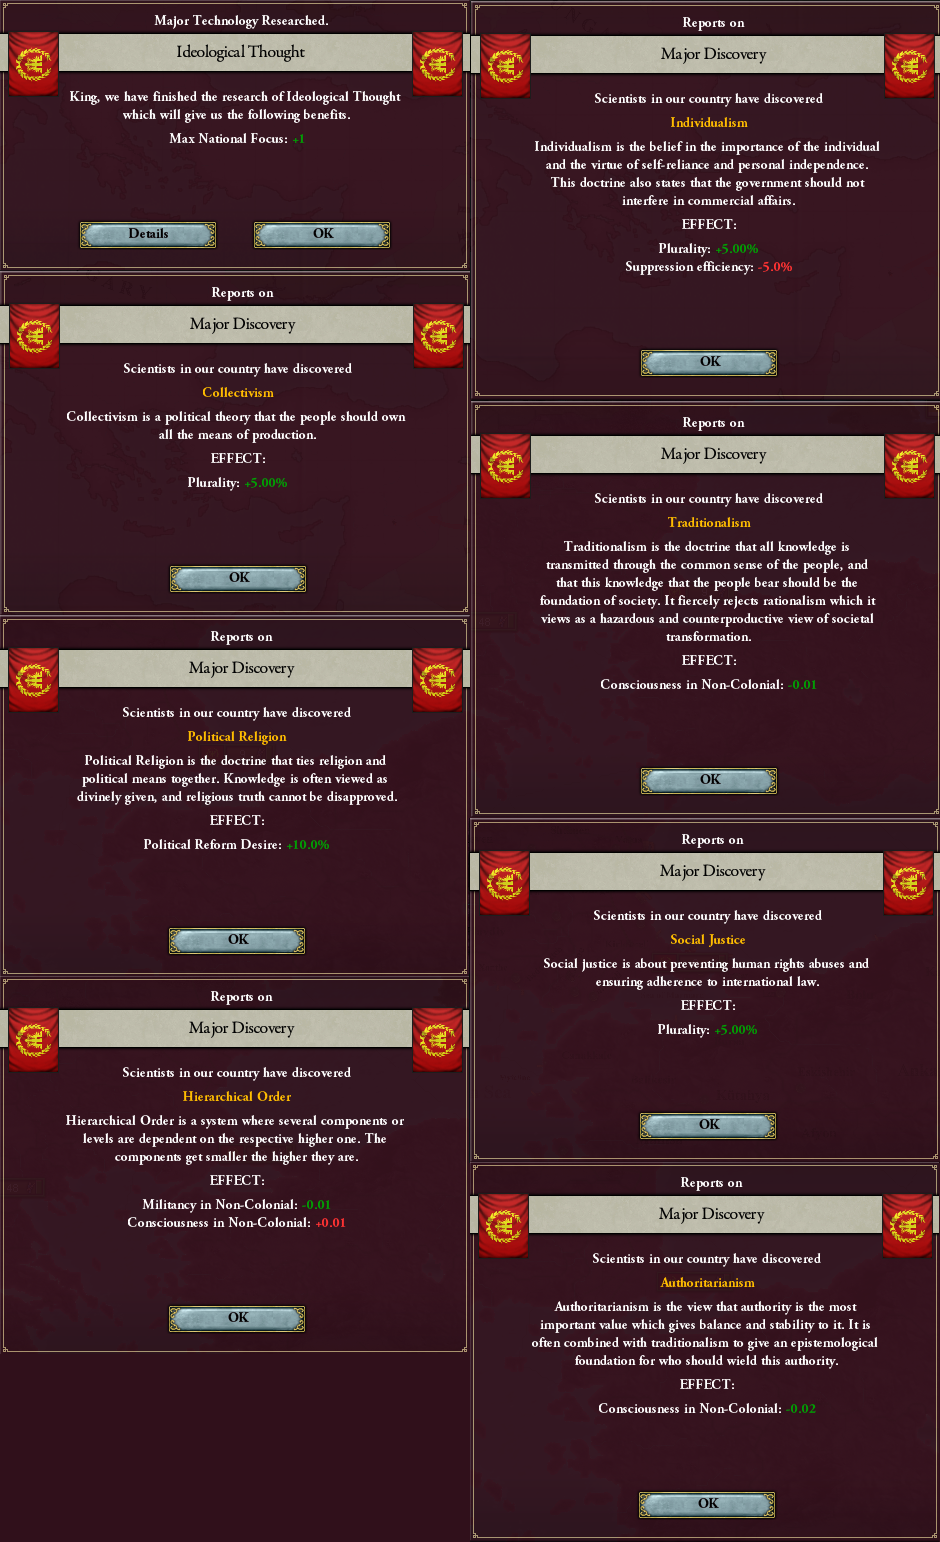 Major Technology Researched.
Ideological Thought
King, we have finished the research of Ideological Thought
which will give us the following benefits.
Max National Focus: +1
Details
OK
Reports on
Major Discovery
Scientists in our country have discovered
Collectivism
Collectivism is a political theory that the people should own
all the means of production.
EFFECT:
Plurality: +5.00%
OK
Reports on
Major Discovery
Scientists in our country have discovered
Political Religion
Political Religion is the doctrine that ties religion and
political means together. Knowledge is often viewed as
divinely given, and religious truth cannot be disapproved.
EFFECT:
Political Reform Desire: +10.0%
OK
Reports on
Major Discovery
Scientists in our country have discovered
Hierarchical Order
Hierarchical Order is a system where several components or
levels are dependent on the respective higher one. The
components get smaller the higher they are.
EFFECT:
Militancy in Non-Colonial: -0.01
Consciousness in Non-Colonial: +0.01
OK
Reports on
Major Discovery
Scientists in our country have discovered
Individualism
Individualism is the belief in the importance of the individual
and the virtue of self-reliance and personal independence.
This doctrine also states that the government should not
interfere in commercial affairs.
EFFECT:
Plurality: +5.00%
Suppression efficiency: -5.0%
OK
Reports on
Major Discovery
Scientists in our country have discovered
Traditionalism
Traditionalism is the doctrine that all knowledge is
transmitted through the common sense of the people, and
that this knowledge that the people bear should be the
foundation of society. It fiercely rejects rationalism which it
views as a hazardous and counterproductive view of societal
transformation.
EFFECT:
Consciousness in Non-Colonial: -0.01
OK
Reports on
Major Discovery
Scientists in our country have discovered
Social Justice
Social justice is about preventing human rights abuses and
ensuring adherence to international law.
EFFECT:
Plurality: +5.00%
OK
Reports on
Major Discovery
Scientists in our country have discovered
Authoritarianism
Authoritarianism is the view that authority is the most
important value which gives balance and stability to it. It is
often combined with traditionalism to give an epistemological
foundation for who should wield this authority.
EFFECT:
Consciousness in Non-Colonial: -0.02
OK